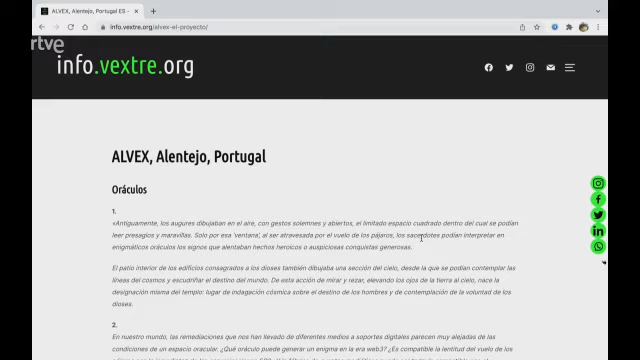 ALVEX, Alentejo, Portugal ES -
info.vextre.org/alvex-el-proyecto/
rtve
info.vextre.org
ALVEX, Alentejo, Portugal
Oráculos
1.
«Antiguamente, los augures dibujaban en el aire, con gestos solemnes y abiertos, el limitado espacio cuadrado dentro del cual se podían
leer presagios y maravillas. Solo por esa 'ventana', al ser atravesada por el vuelo de los pájaros, los sacerdotes podían interpretar en
enigmáticos oráculos los signos que alentaban hechos heroicos o auspiciosas conquistas generosas.
El patio interior de los edificios consagrados a los dioses también dibujaba una sección del cielo, desde la que se podían contemplar las
líneas del cosmos y escudriñar el destino del mundo. De esta acción de mirar y rezar, elevando los ojos de la tierra al cielo, nace la
designación misma del templo: lugar de indagación cósmica sobre el destino de los hombres y de contemplación de la voluntad de los
dioses.
2.
En nuestro mundo, las remediaciones que nos han llevado de diferentes medios a soportes digitales parecen muy alejadas de las
condiciones de un espacio oracular. ¿Qué oráculo puede generar un enigma en la era web3? ¿Es compatible la lentitud del vuelo de los